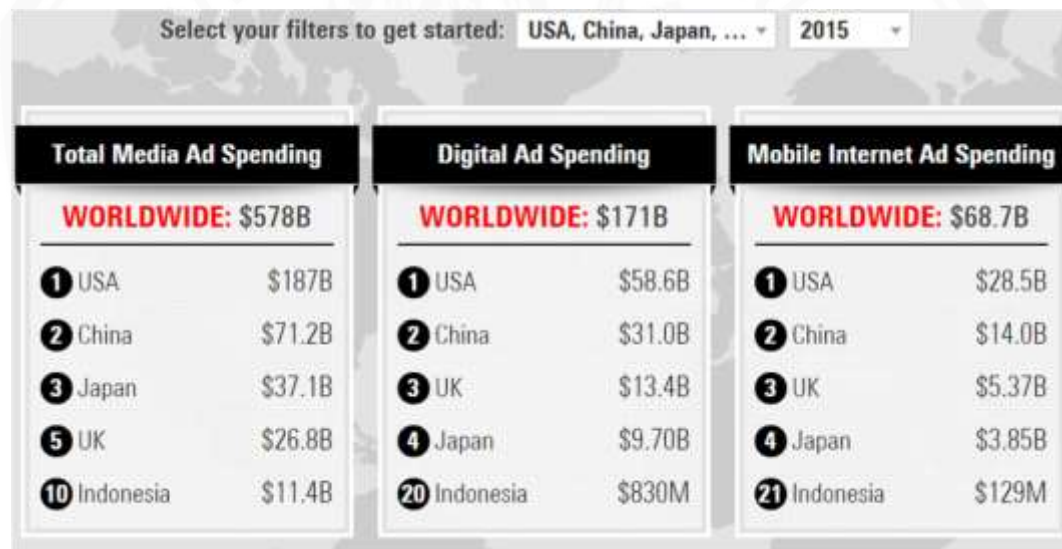 Select your filters to get started: USA, China, Japan, ... 2015
Total Media Ad Spending
WORLDWIDE: $578B
1 USA $187B
2 China $71.2B
3 Japan $37.1B
5 UK $26.8B
10 Indonesia $11.4B
Digital Ad Spending
WORLDWIDE: $171B
1 USA $58.6B
2 China $31.0B
3 UK $13.4B
4 Japan $9.70B
20 Indonesia $830M
Mobile Internet Ad Spending
WORLDWIDE: $68.7B
1 USA $28.5B
2 China $14.0B
3 UK $5.37B
4 Japan $3.85B
21 Indonesia $129M